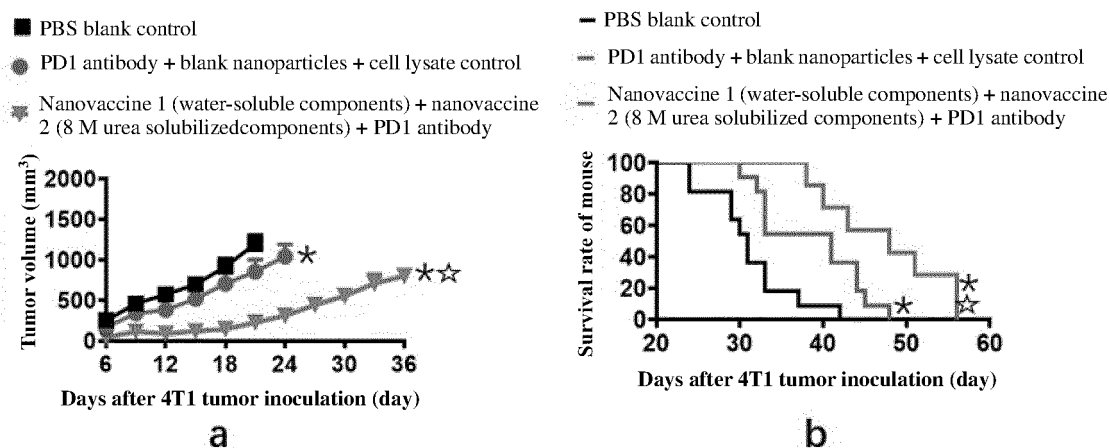 PBS blank control
PD1 antibody + blank nanoparticles + cell lysate control
Nanovaccine 1 (water-soluble components) + nanovaccine
2 (8 M urea solubilizedcomponents) + PD1 antibody
Tumor volume (mm³)
2000
1500
1000
500
0
6
12
18
24
30
36
Days after 4T1 tumor inoculation (day)
a
PBS blank control
PD1 antibody + blank nanoparticles + cell lysate control
Nanovaccine 1 (water-soluble components) + nanovaccine
2 (8 M urea solubilized components) + PD1 antibody
Survival rate of mouse
100
80
60
40
20
0
20
30
40
50
60
Days after 4T1 tumor inoculation (day)
b